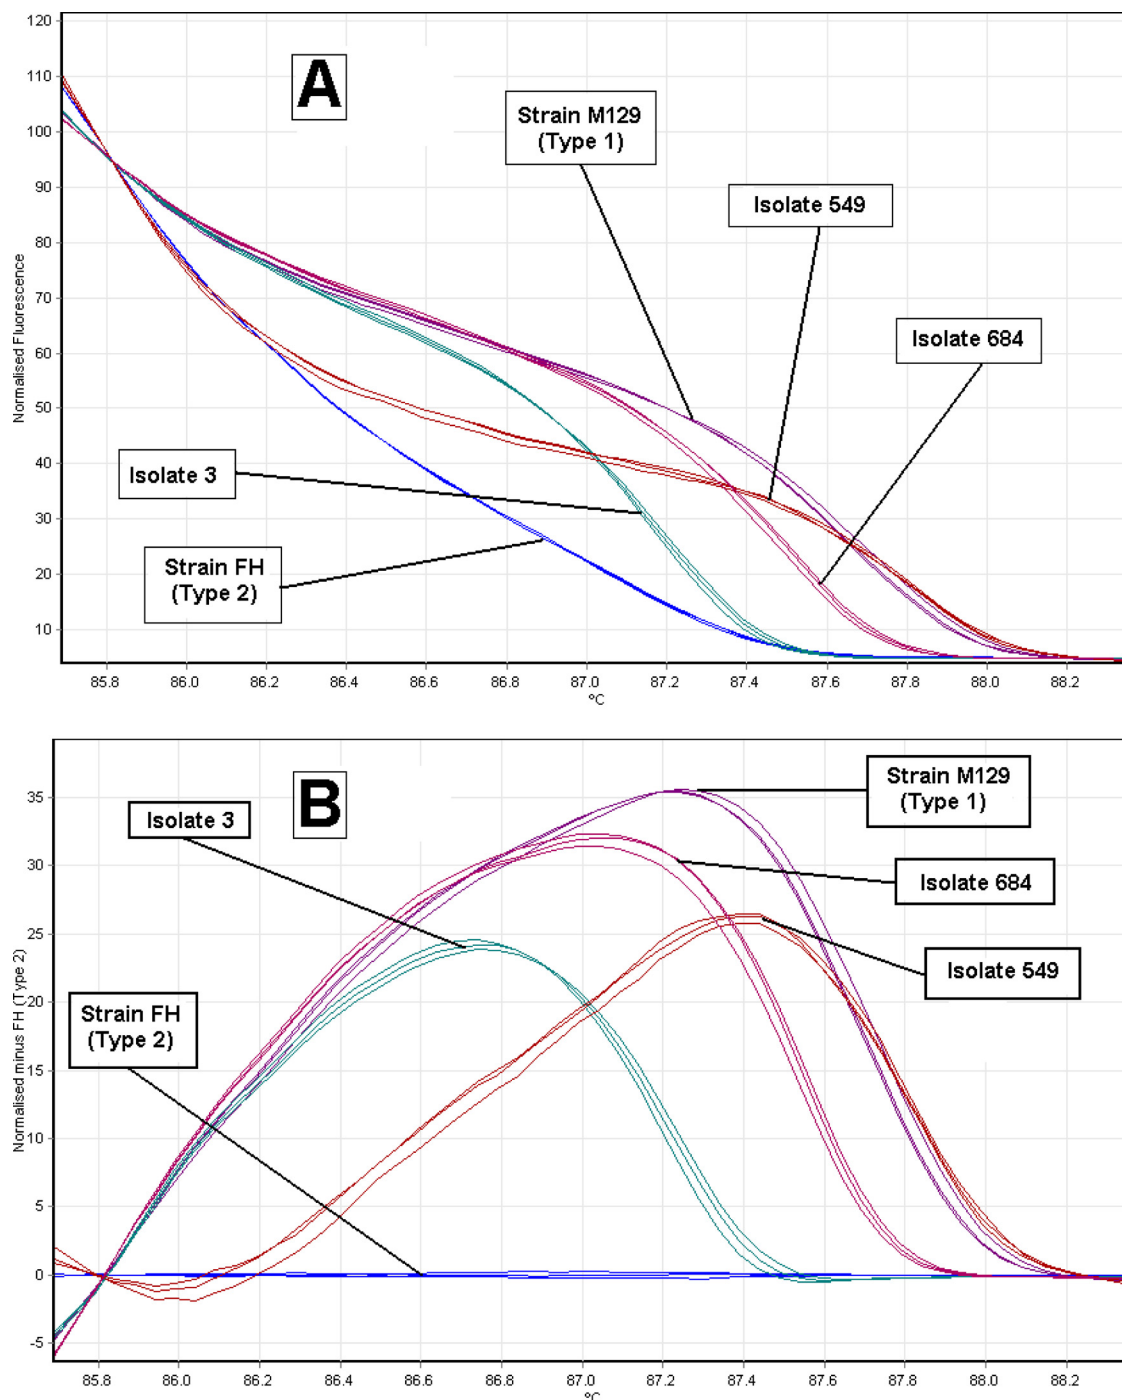 A
120
110
100
90
80
70
60
50
40
30
20
10
Normalised Fluorescence
Strain M129
(Type 1)
Isolate 549
Isolate 684
Isolate 3
Strain FH
(Type 2)
85.8 86.0 86.2 86.4 86.6 86.8 87.0 87.2 87.4 87.6 87.8 88.0 88.2
°C
B
35
30
25
20
15
10
5
0
-5
Normalised minus FH (Type 2)
Strain M129
(Type 1)
Isolate 3
Isolate 684
Isolate 549
Strain FH
(Type 2)
85.8 86.0 86.2 86.4 86.6 86.8 87.0 87.2 87.4 87.6 87.8 88.0 88.2
°C